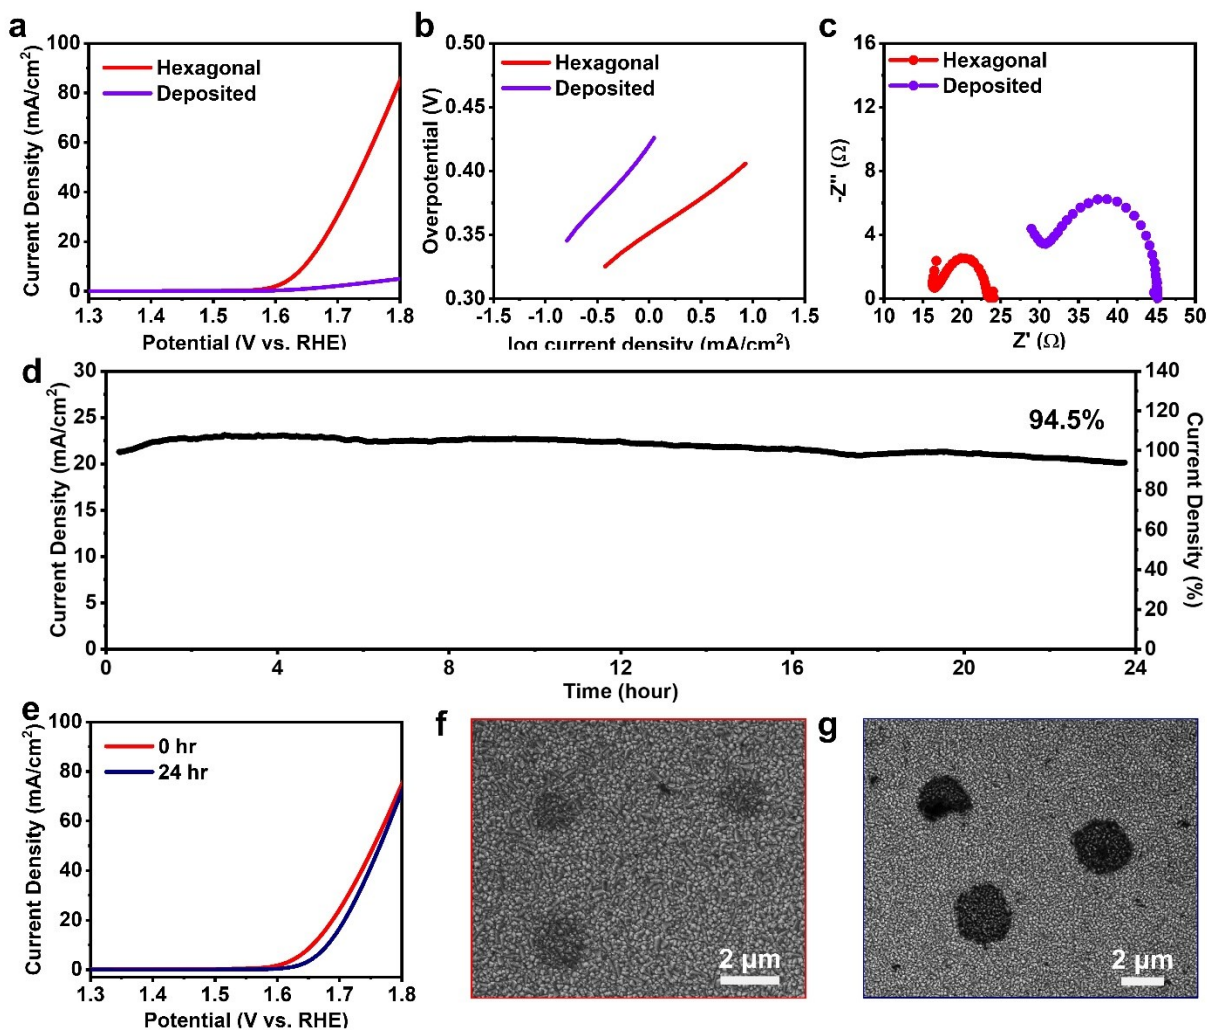 a
100
80
60
40
20
0
1.3 1.4 1.5 1.6 1.7 1.8
Current Density (mA/cm²)
Potential (V vs. RHE)
Hexagonal
Deposited
b
0.50
0.45
0.40
0.35
0.30
-1.5 -1.0 -0.5 0.0 0.5 1.0 1.5
Overpotential (V)
log current density (mA/cm²)
Hexagonal
Deposited
c
16
12
8
4
0
10 15 20 25 30 35 40 45 50
-Z'' (Ω)
Z' (Ω)
Hexagonal
Deposited
d
30
25
20
15
10
5
0
0 4 8 12 16 20 24
Current Density (mA/cm²)
Time (hour)
94.5%
140
120
100
80
60
40
20
0
Current Density (%)
e
100
80
60
40
20
0
1.3 1.4 1.5 1.6 1.7 1.8
Current Density (mA/cm²)
Potential (V vs. RHE)
0 hr
24 hr
f
2 μm
g
2 μm